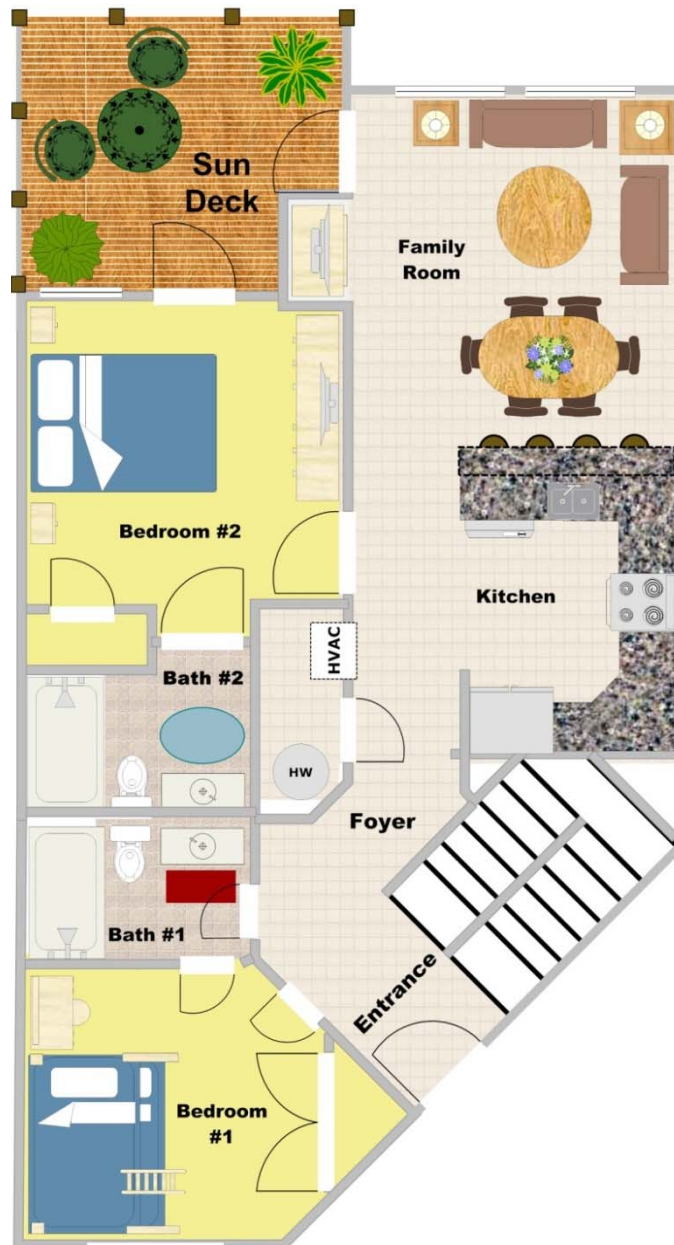 Sun
Deck
Family
Room
Bedroom #2
Kitchen
HVAC
Bath #2
HW
Foyer
Bath #1
Entrance
Bedroom
#1